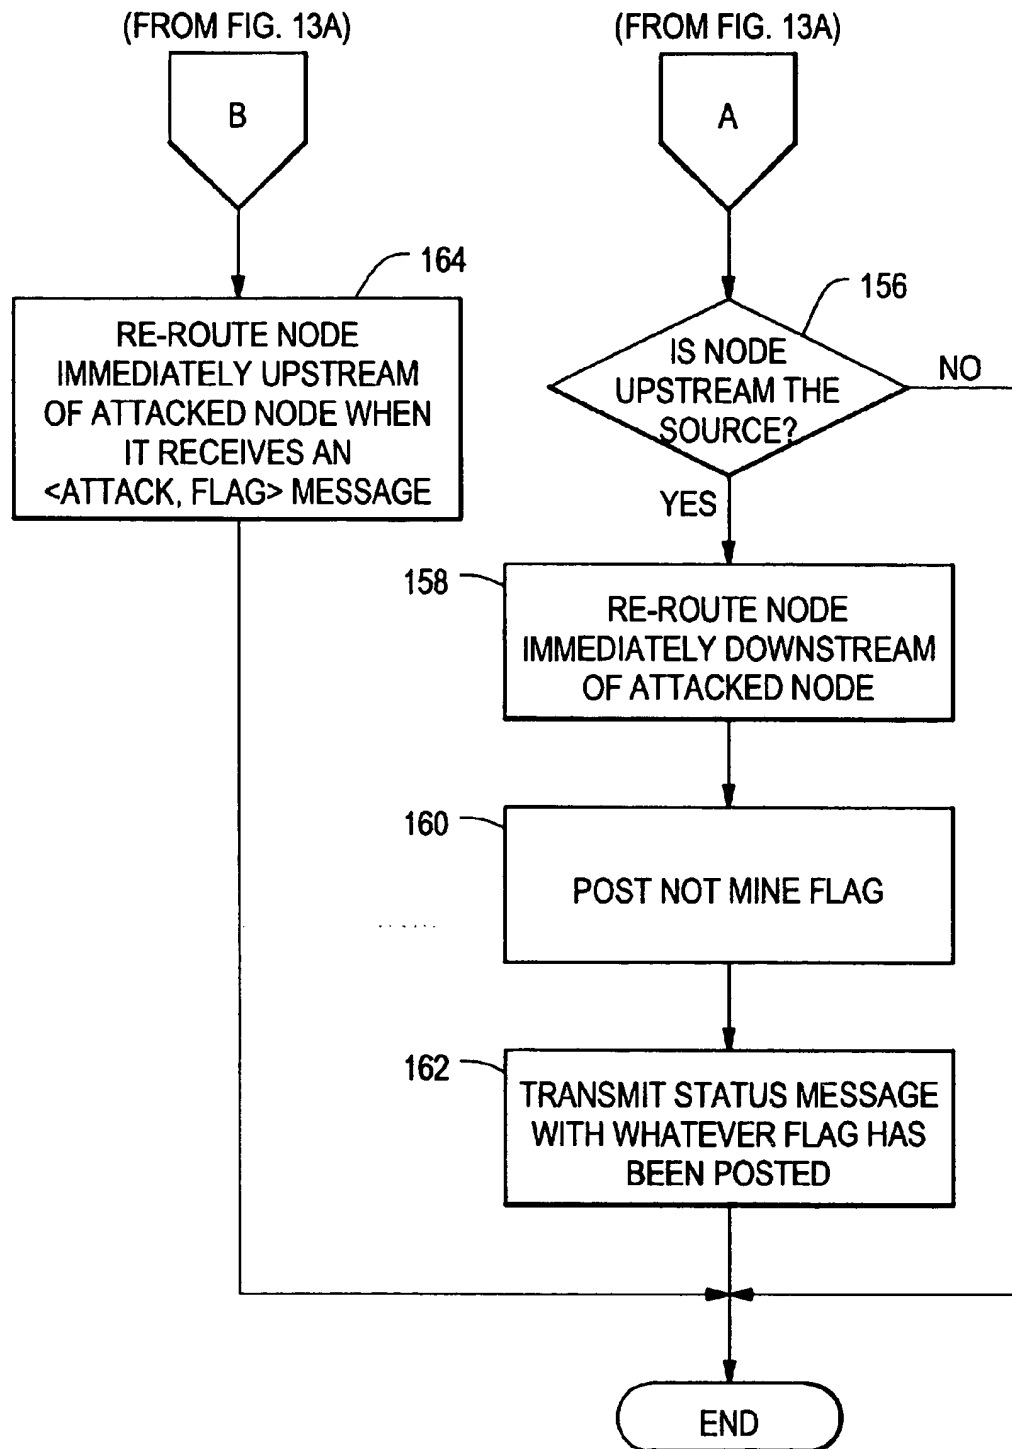 (FROM FIG. 13A)
B
164
RE-ROUTE NODE
IMMEDIATELY UPSTREAM
OF ATTACKED NODE WHEN
IT RECEIVES AN
<ATTACK, FLAG> MESSAGE
(FROM FIG. 13A)
A
156
IS NODE
UPSTREAM THE
SOURCE?
NO
YES
158
RE-ROUTE NODE
IMMEDIATELY DOWNSTREAM
OF ATTACKED NODE
160
POST NOT MINE FLAG
162
TRANSMIT STATUS MESSAGE
WITH WHATEVER FLAG HAS
BEEN POSTED
END